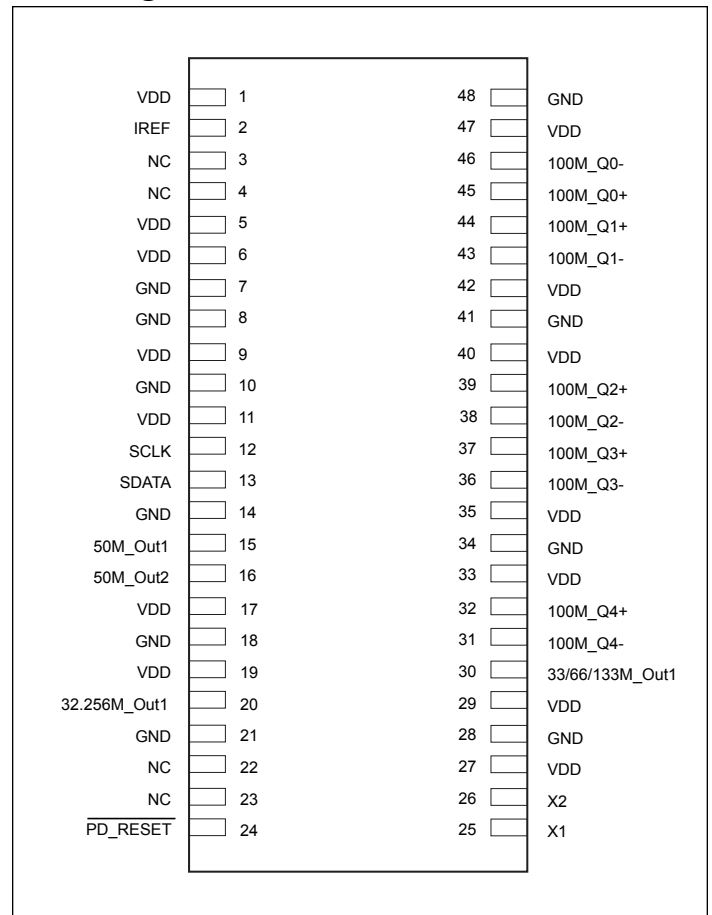 VDD 1 48 GND
IREF 2 47 VDD
NC 3 46 100M_Q0-
NC 4 45 100M_Q0+
VDD 5 44 100M_Q1+
VDD 6 43 100M_Q1-
GND 7 42 VDD
GND 8 41 GND
VDD 9 40 VDD
GND 10 39 100M_Q2+
VDD 11 38 100M_Q2-
SCLK 12 37 100M_Q3+
SDATA 13 36 100M_Q3-
GND 14 35 VDD
50M_Out1 15 34 GND
50M_Out2 16 33 VDD
VDD 17 32 100M_Q4+
GND 18 31 100M_Q4-
VDD 19 30 33/66/133M_Out1
32.256M_Out1 20 29 VDD
GND 21 28 GND
NC 22 27 VDD
NC 23 26 X2
PD_RESET 24 25 X1